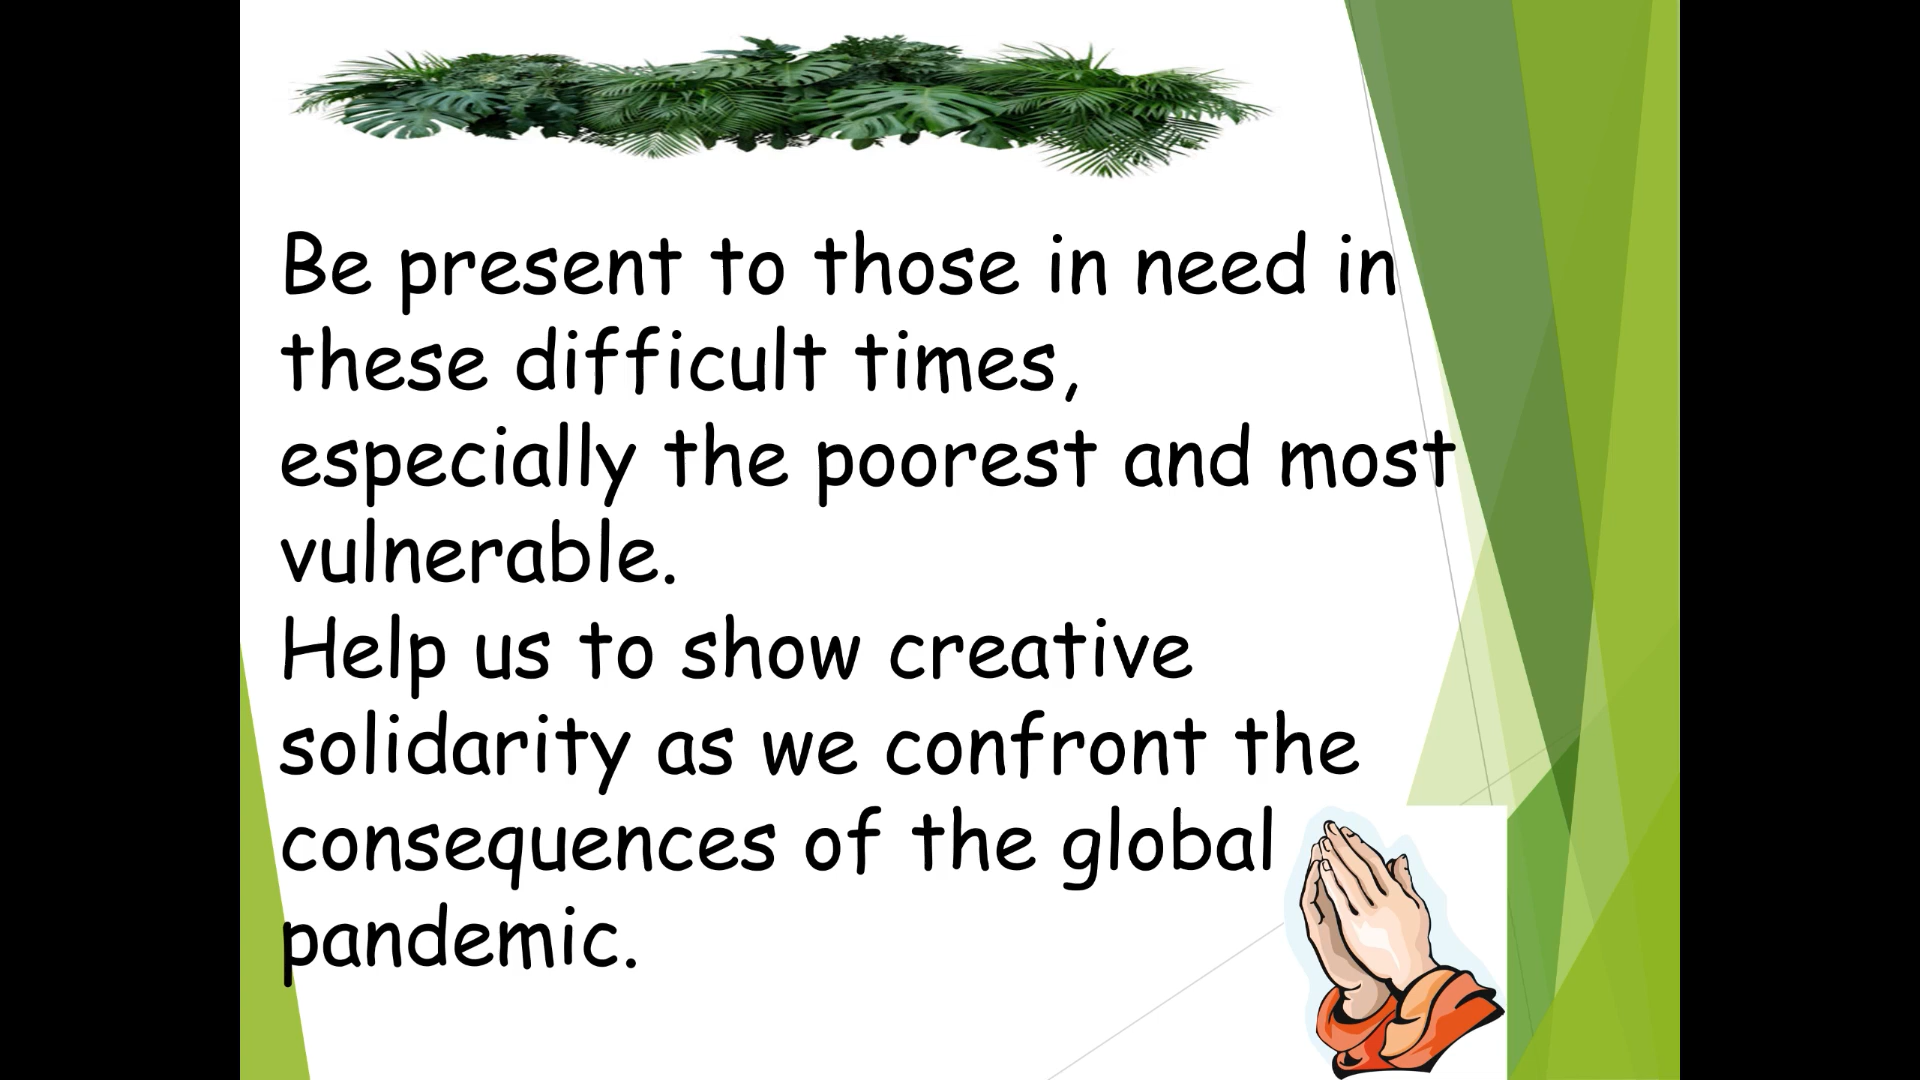 Be present to those in need in
these difficult times,
especially the poorest and most
vulnerable.
Help us to show creative
solidarity as we confront the
consequences of the global
pandemic.